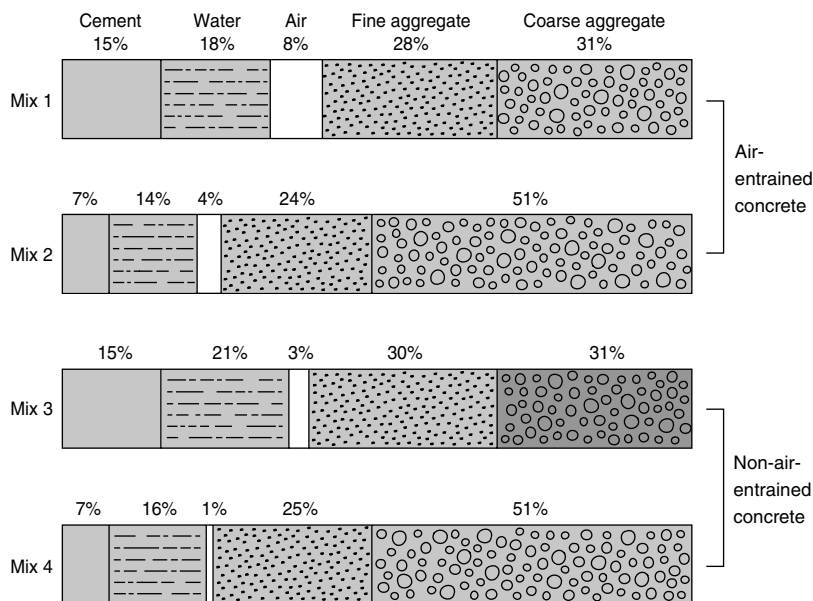 Cement Water Air Fine aggregate Coarse aggregate
15% 18% 8% 28% 31%
Mix 1
Air-
entrained
concrete
7% 14% 4% 24% 51%
Mix 2
15% 21% 3% 30% 31%
Mix 3
Non-air-
entrained
concrete
7% 16% 1% 25% 51%
Mix 4